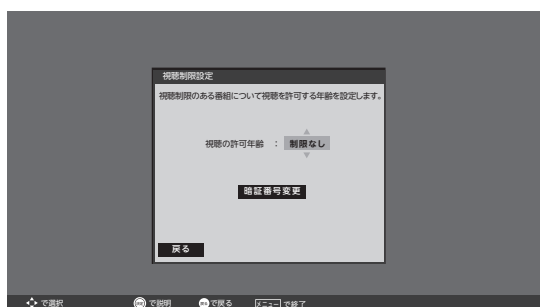 視聴制限設定
視聴制限のある番組について視聴を許可する年齢を設定します。
視聴の許可年齢 : 制限なし
暗証番号変更
戻る
で選択 で説明 で戻る メニュー で終了